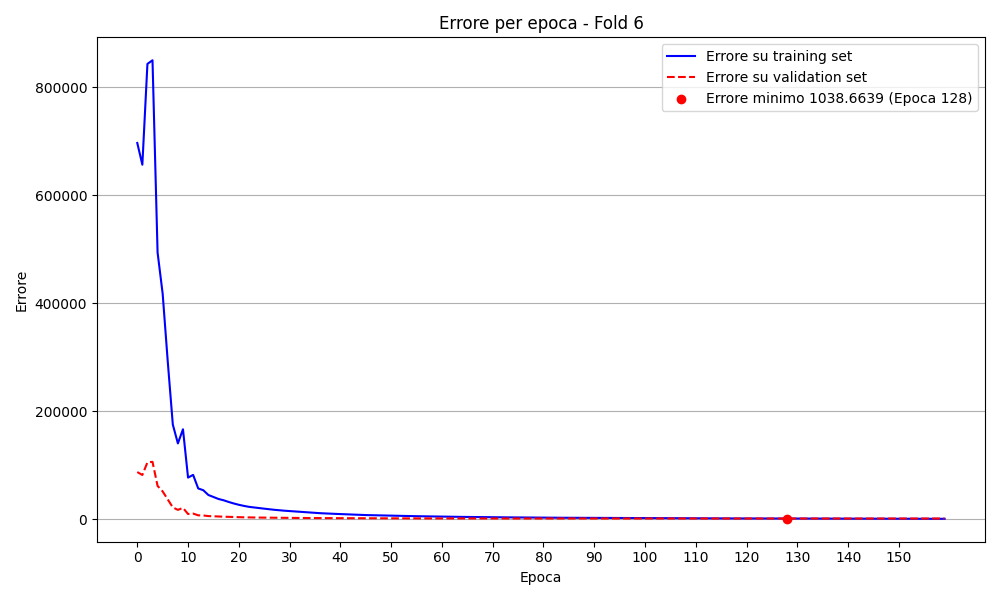 Errore per epoca - Fold 6
Errore su training set
Errore su validation set
Errore minimo 1038.6639 (Epoca 128)
800000
600000
400000
200000
0
Errore
0 10 20 30 40 50 60 70 80 90 100 110 120 130 140 150
Epoca